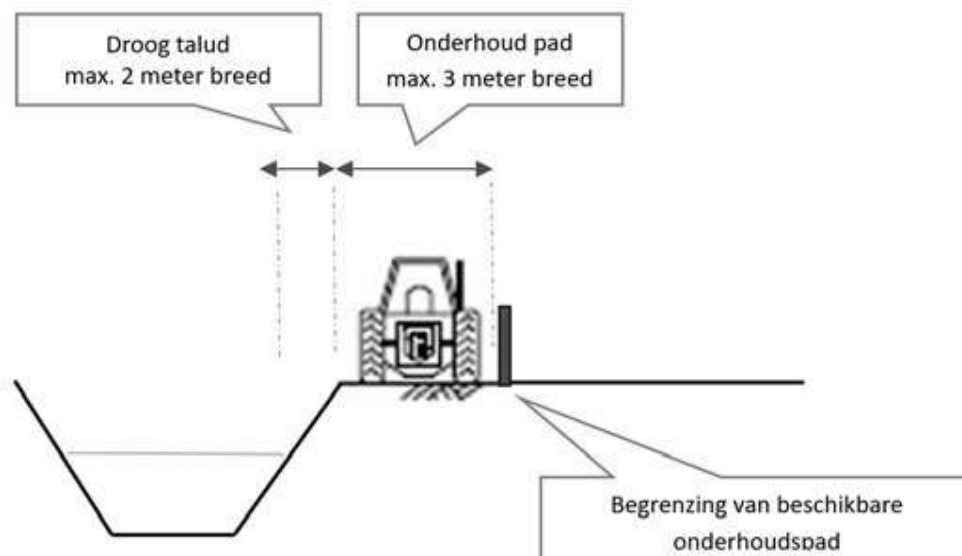 Droog talud
max. 2 meter breed
Onderhoud pad
max. 3 meter breed
Begrenzing van beschikbare
onderhoudspad